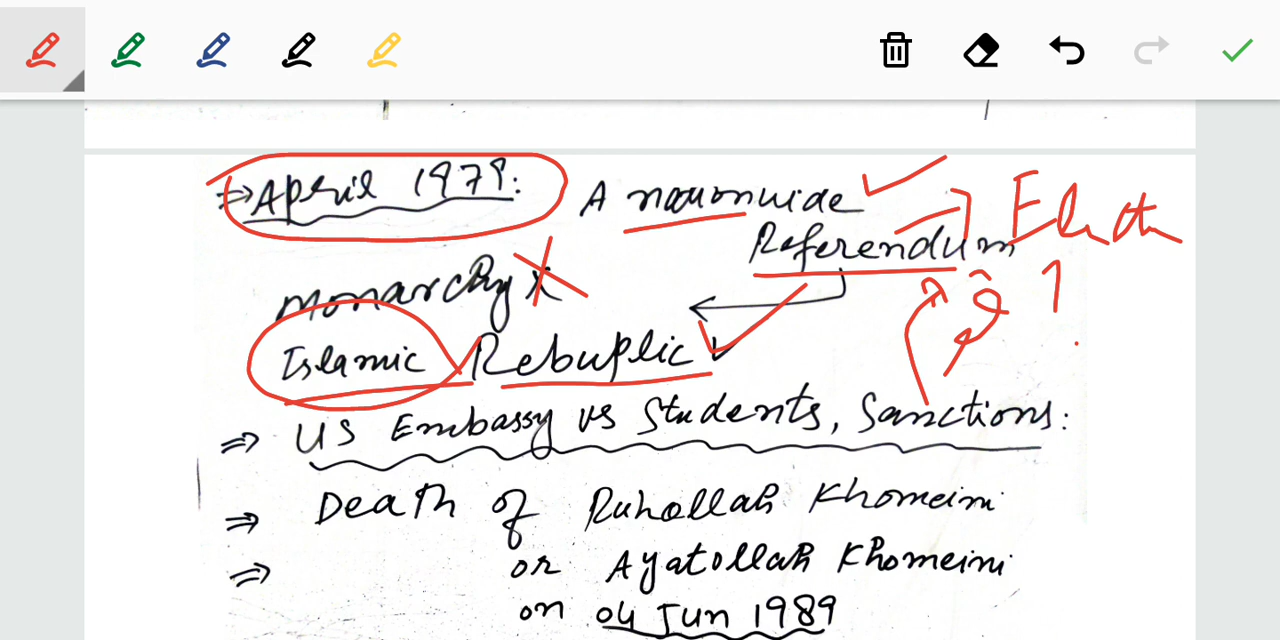 ⇒ April 1979: A nationwide
Referendum
Elect
Monarchy x
Islamic Rebuplic ✓
⇒ US Embassy vs Students, Sanctions:
⇒ Death of Ruhollah Khomeini
⇒ or Ayatollah Khomeini
on 04 Jun 1989